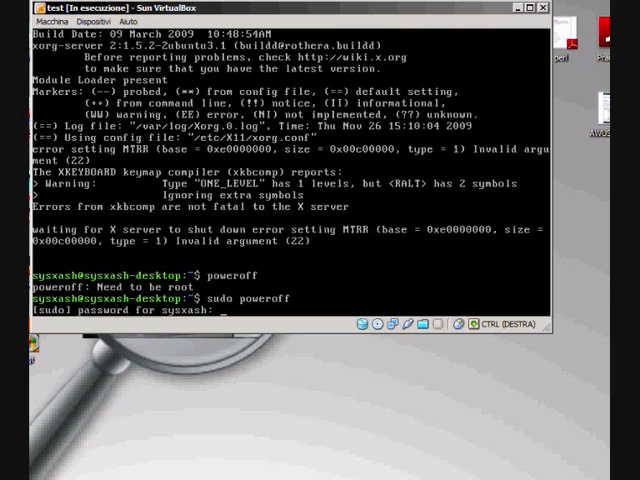 test [In esecuzione] - Sun VirtualBox
Macchina Dispositivi Aiuto
Build Date: 09 March 2009  10:48:54AM
xorg-server 2:1.5.2-2ubuntu3.1 (buildd@rothera.buildd)
Before reporting problems, check http://wiki.x.org
to make sure that you have the latest version.
Module Loader present
Markers: (--) probed, (**) from config file, (==) default setting,
(++) from command line, (!!) notice, (II) informational,
(WW) warning, (EE) error, (NI) not implemented, (??) unknown.
(==) Log file: "/var/log/Xorg.0.log", Time: Thu Nov 26 15:10:04 2009
(==) Using config file: "/etc/X11/xorg.conf"
error setting MTRR (base = 0xe0000000, size = 0x00c00000, type = 1) Invalid argu
ment (22)
The XKEYBOARD keymap compiler (xkbcomp) reports:
> Warning:          Type "ONE_LEVEL" has 1 levels, but <RALT> has 2 symbols
>                   Ignoring extra symbols
Errors from xkbcomp are not fatal to the X server
waiting for X server to shut down error setting MTRR (base = 0xe0000000, size =
0x00c00000, type = 1) Invalid argument (22)
sysxash@sysxash-desktop:~$ poweroff
poweroff: Need to be root
sysxash@sysxash-desktop:~$ sudo poweroff
[sudo] password for sysxash: _
CTRL (DESTRA)